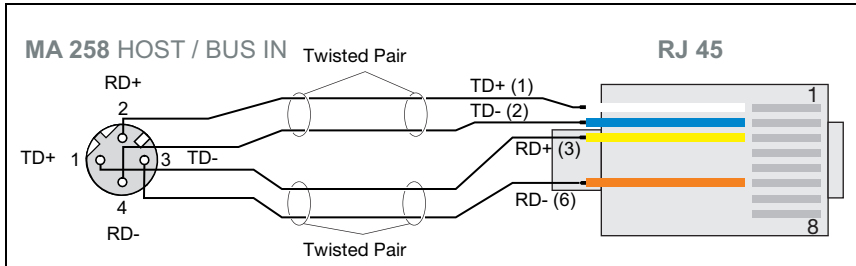 MA 258 HOST / BUS IN
Twisted Pair
RJ 45
RD+
2
TD+ (1)
TD- (2)
1
TD+ 1
3 TD-
RD+ (3)
4
RD-
RD- (6)
8
Twisted Pair